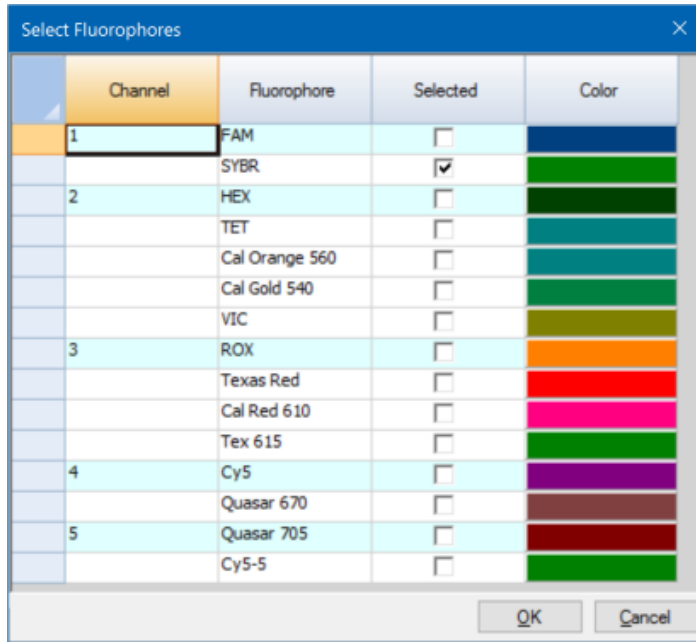 Select Fluorophores
Channel Fluorophore Selected Color
1 FAM
SYBR
2 HEX
TET
Cal Orange 560
Cal Gold 540
VIC
3 ROX
Texas Red
Cal Red 610
Tex 615
4 Cy5
Quasar 670
5 Quasar 705
Cy5-5
OK Cancel